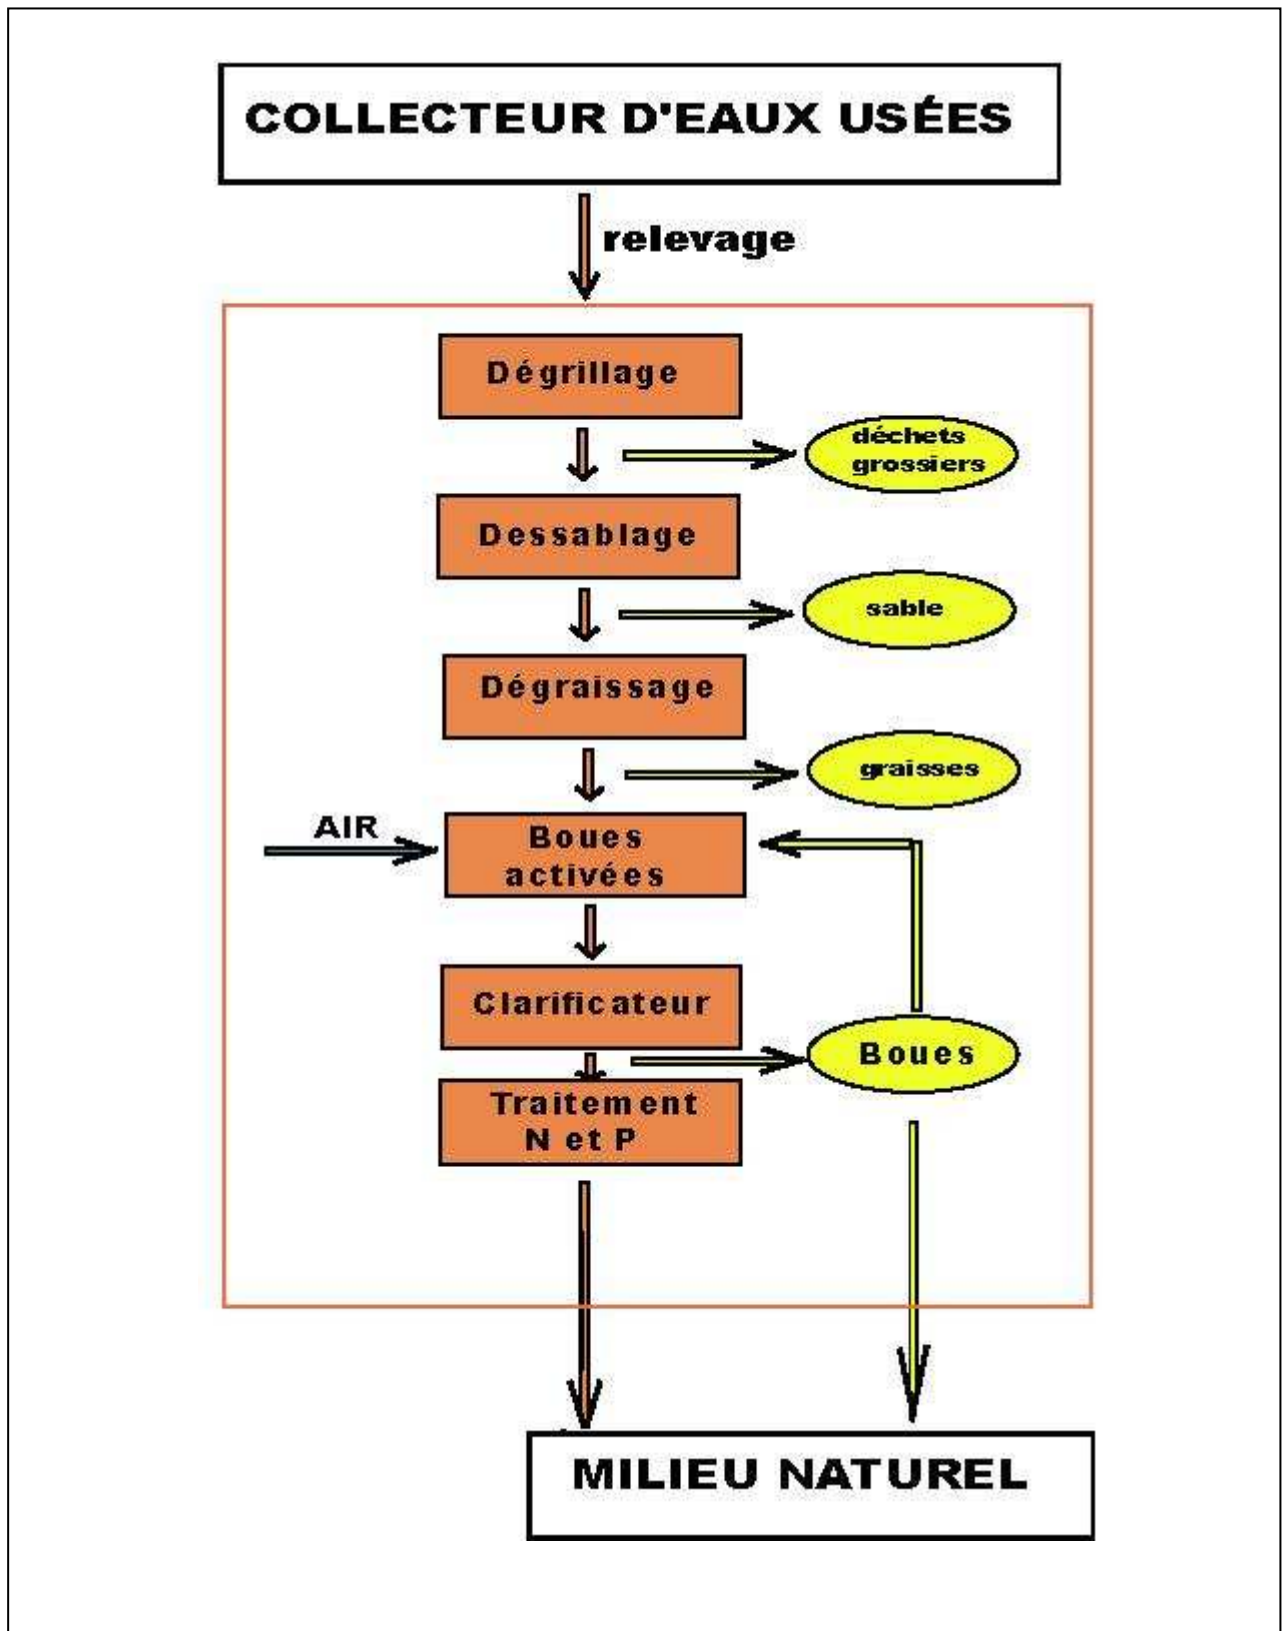 COLLECTEUR D'EAUX USÉES
relevage
Dégrillage
déchets
grossiers
Dessablage
sable
Dégraissage
graisses
AIR
Boues
activées
Clarificateur
Boues
Traitement
N et P
MILIEU NATUREL